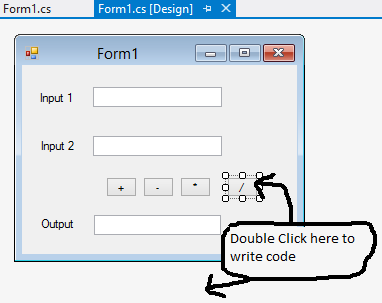 Form1.cs
Form1.cs [Design]
Form1
Input 1
Input 2
+ - * /
Output
Double Click here to
write code